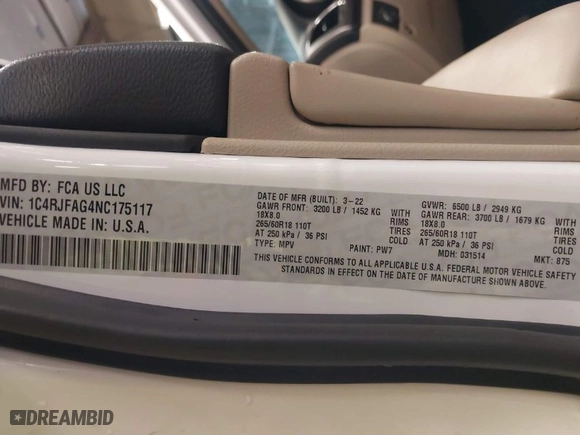 MFD BY: FCA US LLC
VIN: 1C4RJFAG4NC175117
VEHICLE MADE IN: U.S.A.
DATE OF MFR (BUILT): 3-22
GAWR FRONT: 3200 LB / 1452 KG
18X8.0
265/60R18 110T
AT 250 kPa / 36 PSI
TYPE: MPV PAINT: PW7
WITH
RIMS
TIRES
COLD
GVWR: 6500 LB / 2949 KG
GAWR REAR: 3700 LB / 1679 KG
18X8.0
265/60R18 110T
AT 250 kPa / 36 PSI
MDH: 031514
WITH
RIMS
TIRES
COLD
MKT: 875
THIS VEHICLE CONFORMS TO ALL APPLICABLE U.S.A. FEDERAL MOTOR VEHICLE SAFETY
STANDARDS IN EFFECT ON THE DATE OF MANUFACTURE SHOWN ABOVE.
DREAMBID